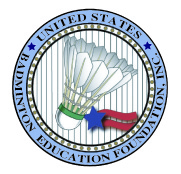 UNITED STATES
BADMINTON EDUCATION FOUNDATION, INC.